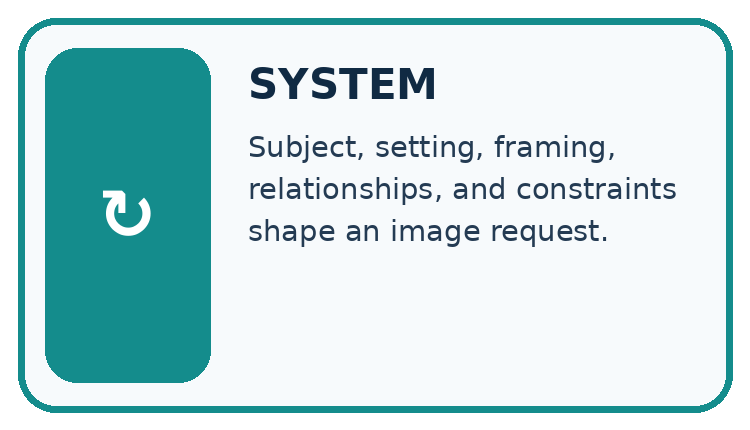 ↻
SYSTEM
Subject, setting, framing,
relationships, and constraints
shape an image request.